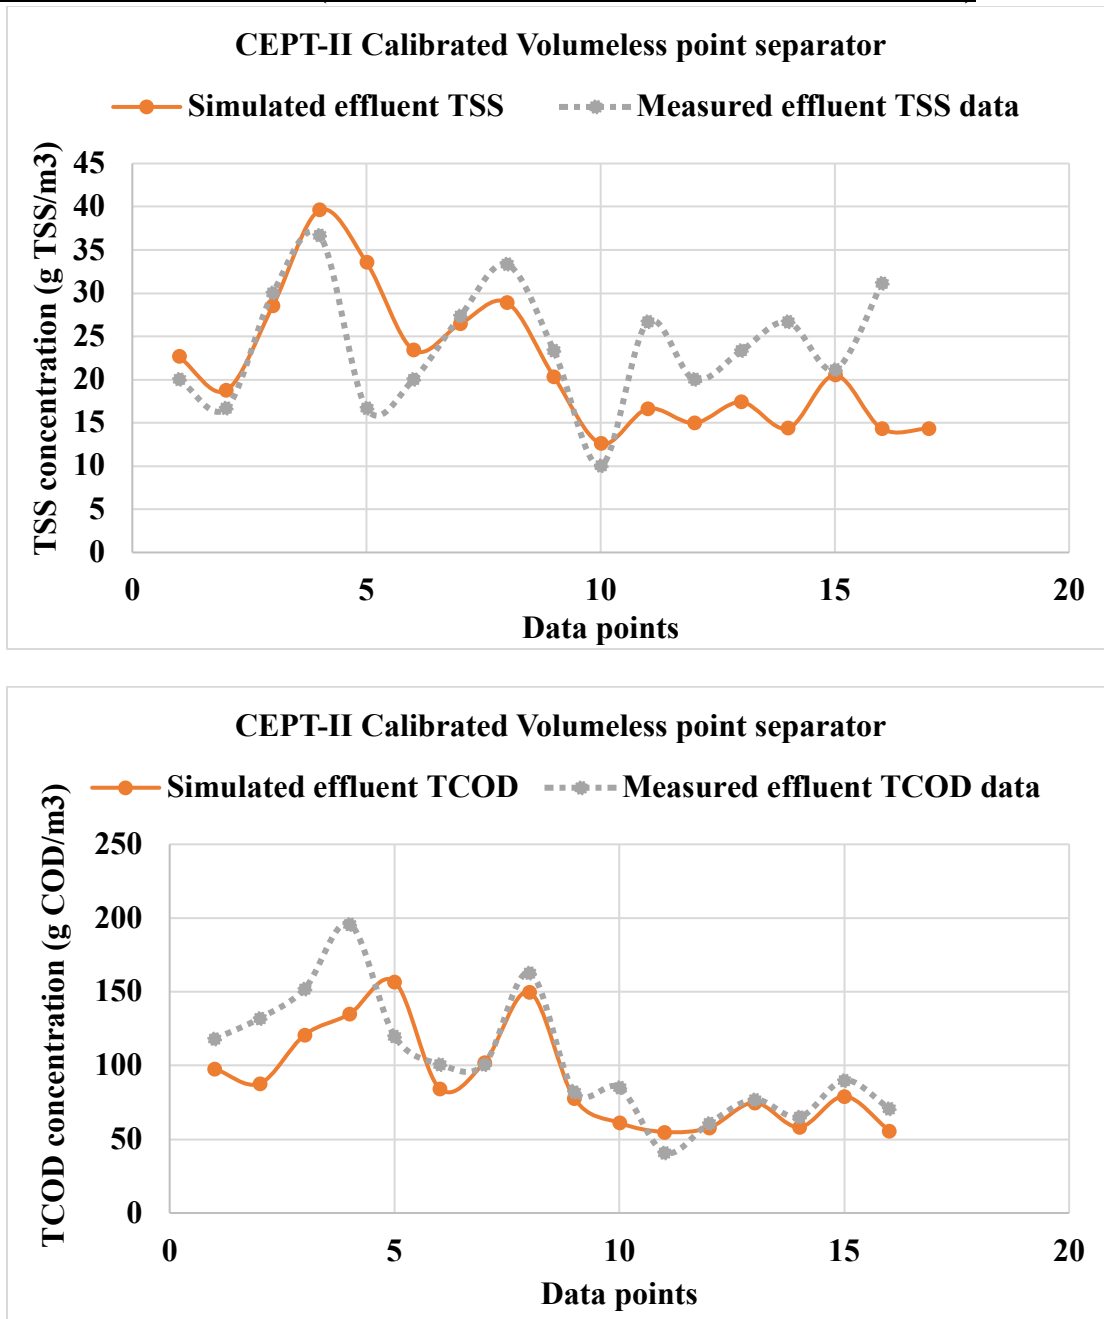 CEPT-II Calibrated Volumeless point separator
Simulated effluent TSS Measured effluent TSS data
TSS concentration (g TSS/m3)
45
40
35
30
25
20
15
10
5
0
0 5 10 15 20
Data points
CEPT-II Calibrated Volumeless point separator
Simulated effluent TCOD Measured effluent TCOD data
TCOD concentration (g COD/m3)
250
200
150
100
50
0
0 5 10 15 20
Data points